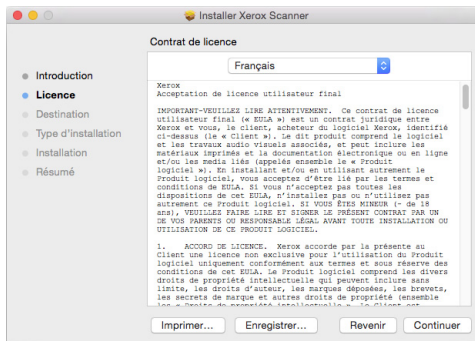 Installer Xerox Scanner
Contrat de licence
Français
Introduction
Licence
Destination
Type d'installation
Installation
Résumé
Xerox
Acceptation de licence utilisateur final
IMPORTANT-VEUILLEZ LIRE ATTENTIVEMENT. Ce contrat de licence
utilisateur final (« EULA ») est un contrat juridique entre
Xerox et vous, le client, acheteur du logiciel Xerox, identifié
ci-dessus (le « Client »). Le dit produit comprend le logiciel
et les travaux audio visuels associés, et peut inclure les
matériaux imprimés et la documentation électronique ou en ligne
et/ou les media liés (appelés ensemble le « Produit
logiciel »). En installant et/ou en utilisant autrement le
Produit logiciel, vous acceptez d'être lié par les termes et
conditions de EULA. Si vous n'acceptez pas toutes les
dispositions de cet EULA, n'installez pas ou n'utilisez pas
autrement ce Produit logiciel. SI VOUS ÊTES MINEUR (- de 18
ans), VEUILLEZ FAIRE LIRE ET SIGNER LE PRÉSENT CONTRAT PAR UN
DE VOS PARENTS OU RESPONSABLE LÉGAL AVANT TOUTE INSTALLATION OU
UTILISATION DE CE PRODUIT LOGICIEL.
1. ACCORD DE LICENCE. Xerox accorde par la présente au
Client une licence non exclusive pour l'utilisation du Produit
logiciel uniquement conformément aux termes et sous réserve des
conditions de cet EULA. Le Produit logiciel comprend les divers
droits de propriété intellectuelle qui peuvent inclure sans
limite, les droits d'auteur, les marques déposées, les brevets,
les secrets de marque et autres droits de propriété (ensemble
les « Droits de propriété intellectuelle ». Le Client est
Imprimer...
Enregistrer...
Revenir
Continuer